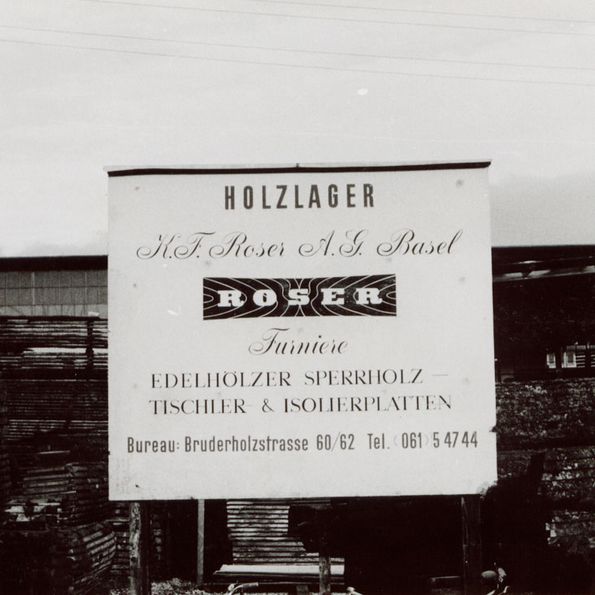 HOLZLAGER
K.F. Roser A.G. Basel
ROSER
Furniere
EDELHÖLZER SPERRHOLZ –
TISCHLER- & ISOLIERPLATTEN
Bureau: Bruderholzstrasse 60/62 Tel. (061) 5 47 44